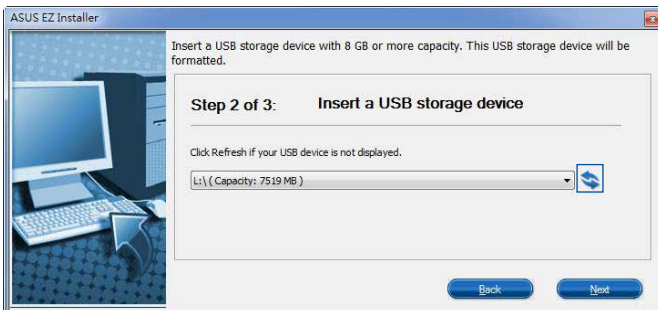 ASUS EZ Installer
Insert a USB storage device with 8 GB or more capacity. This USB storage device will be
formatted.
Step 2 of 3: Insert a USB storage device
Click Refresh if your USB device is not displayed.
L:\ ( Capacity: 7519 MB )
Back Next